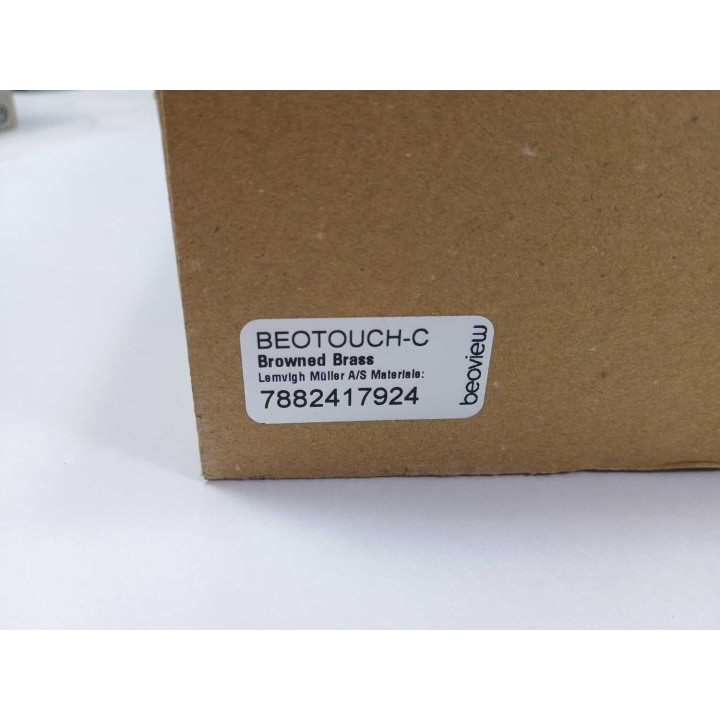 BEOTOUCH-C
Browned Brass
Lemvigh Müller A/S Materiale:
7882417924
beoview